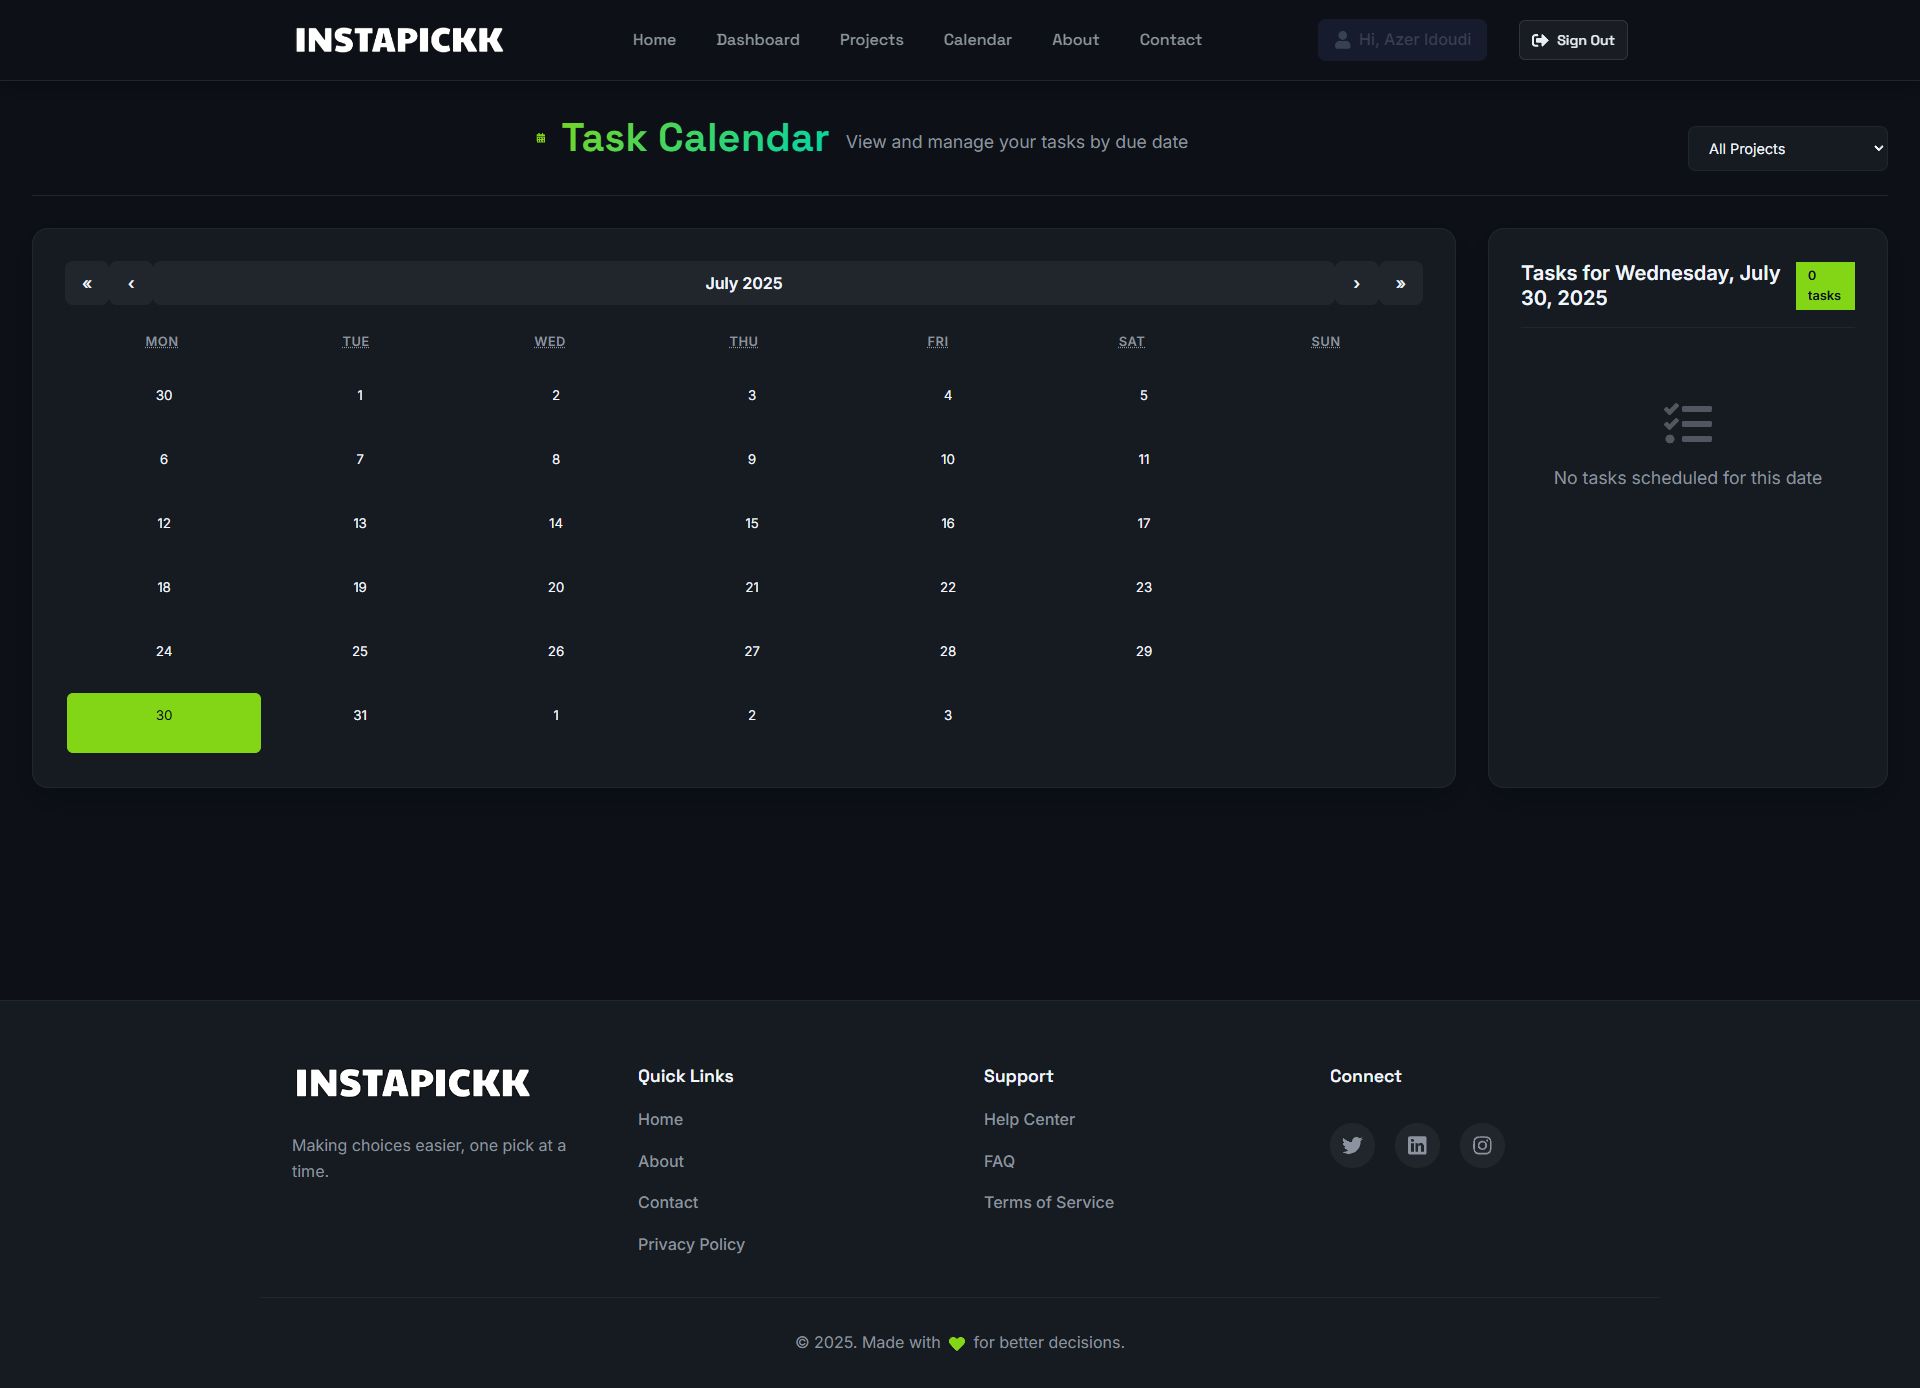 INSTAPICKK Home Dashboard Projects Calendar About Contact Hi, Azer Idoudi Sign Out
Task Calendar View and manage your tasks by due date All Projects
« ‹ July 2025 › »
MON TUE WED THU FRI SAT SUN
30 1 2 3 4 5
6 7 8 9 10 11
12 13 14 15 16 17
18 19 20 21 22 23
24 25 26 27 28 29
30 31 1 2 3
Tasks for Wednesday, July
30, 2025
0
tasks
No tasks scheduled for this date
INSTAPICKK
Making choices easier, one pick at a
time.
Quick Links
Home
About
Contact
Privacy Policy
Support
Help Center
FAQ
Terms of Service
Connect
© 2025. Made with for better decisions.